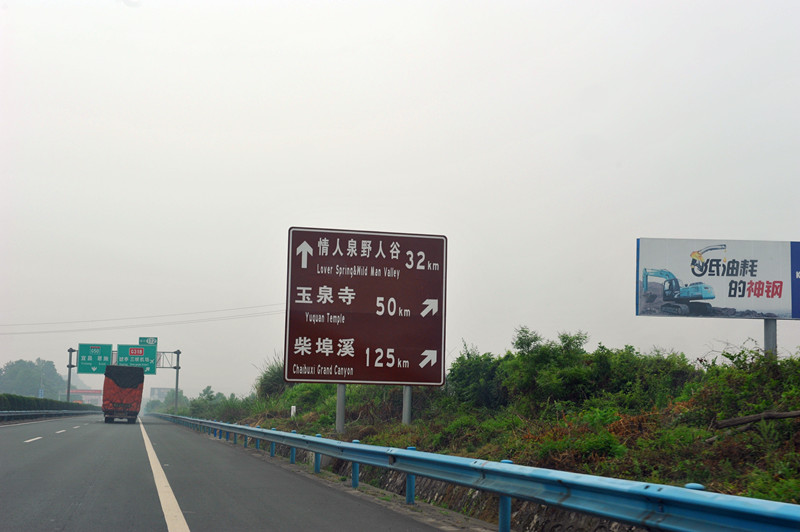 情人泉野人谷 32km
Lover Spring&Wild Man Valley
玉泉寺 50km
Yuquan Temple
柴埠溪 125km
Chaibuxi Grand Canyon
低油耗
的神钢
K
G318